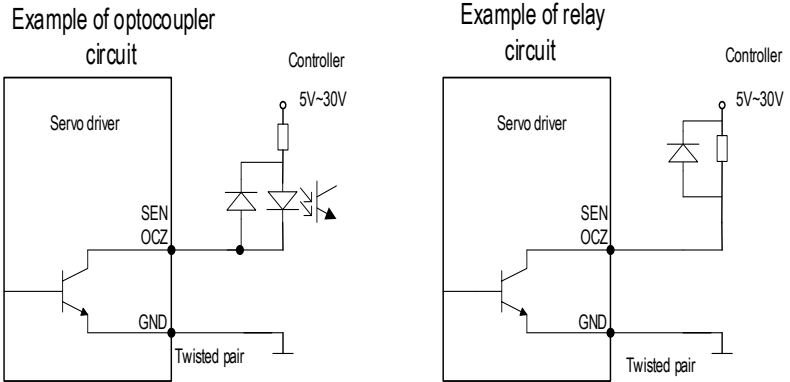 Example of optocoupler
circuit
Controller
5V~30V
Servo driver
SEN
OCZ
GND
Twisted pair
Example of relay
circuit
Controller
5V~30V
Servo driver
SEN
OCZ
GND
Twisted pair